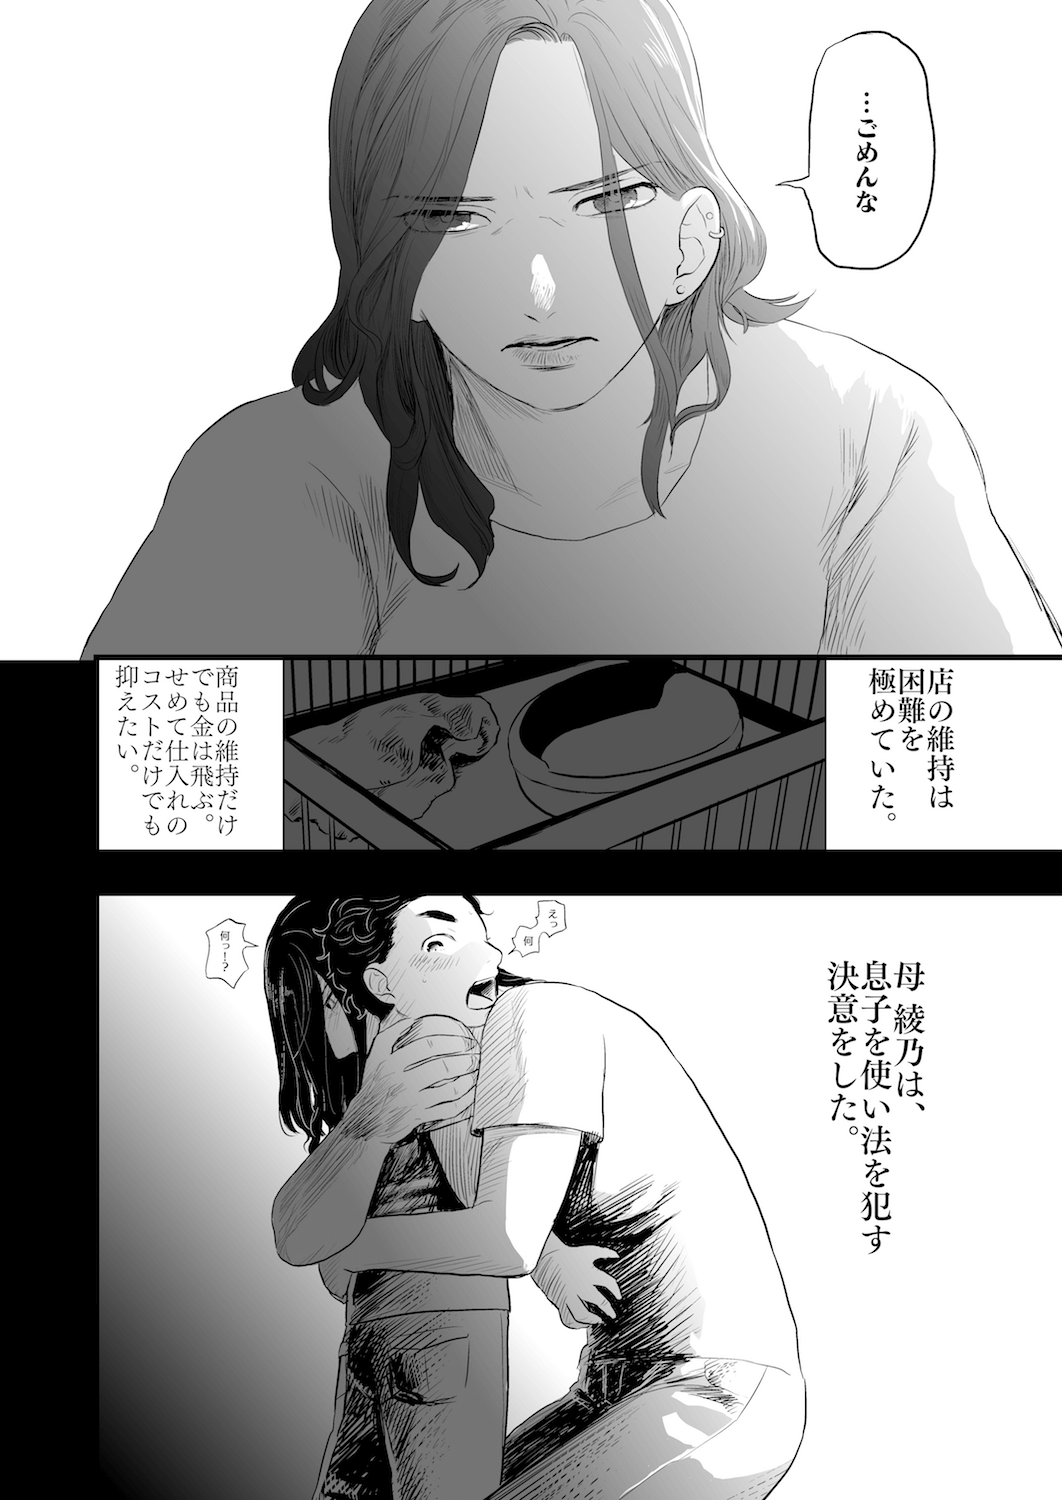 …ごめんな
店の維持は
困難を
極めていた。
商品の維持だけ
でも金は飛ぶ。
せめて仕入れの
コストだけでも
抑えたい。
えっ
何
何っ!?
母 綾乃は、
息子を使い法を犯す
決意をした。